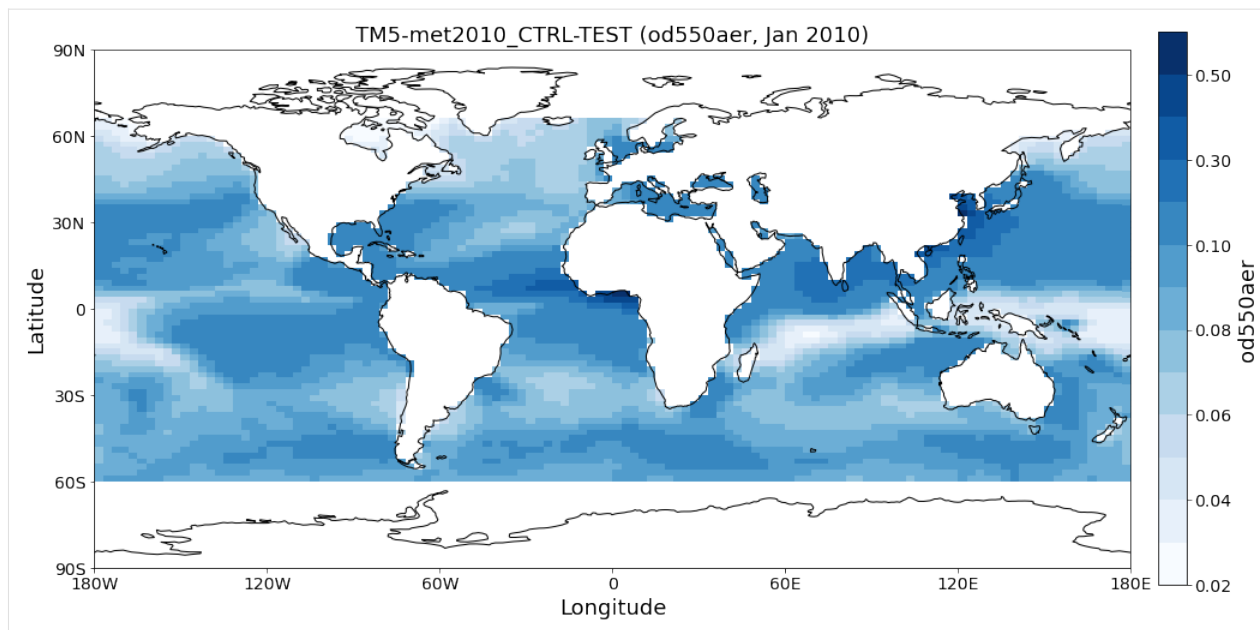 TM5-met2010_CTRL-TEST (od550aer, Jan 2010)
90N
60N
30N
0
30S
60S
90S
Latitude
180W
120W
60W
0
60E
120E
180E
Longitude
0.50
0.30
0.10
0.08
0.06
0.04
0.02
od550aer